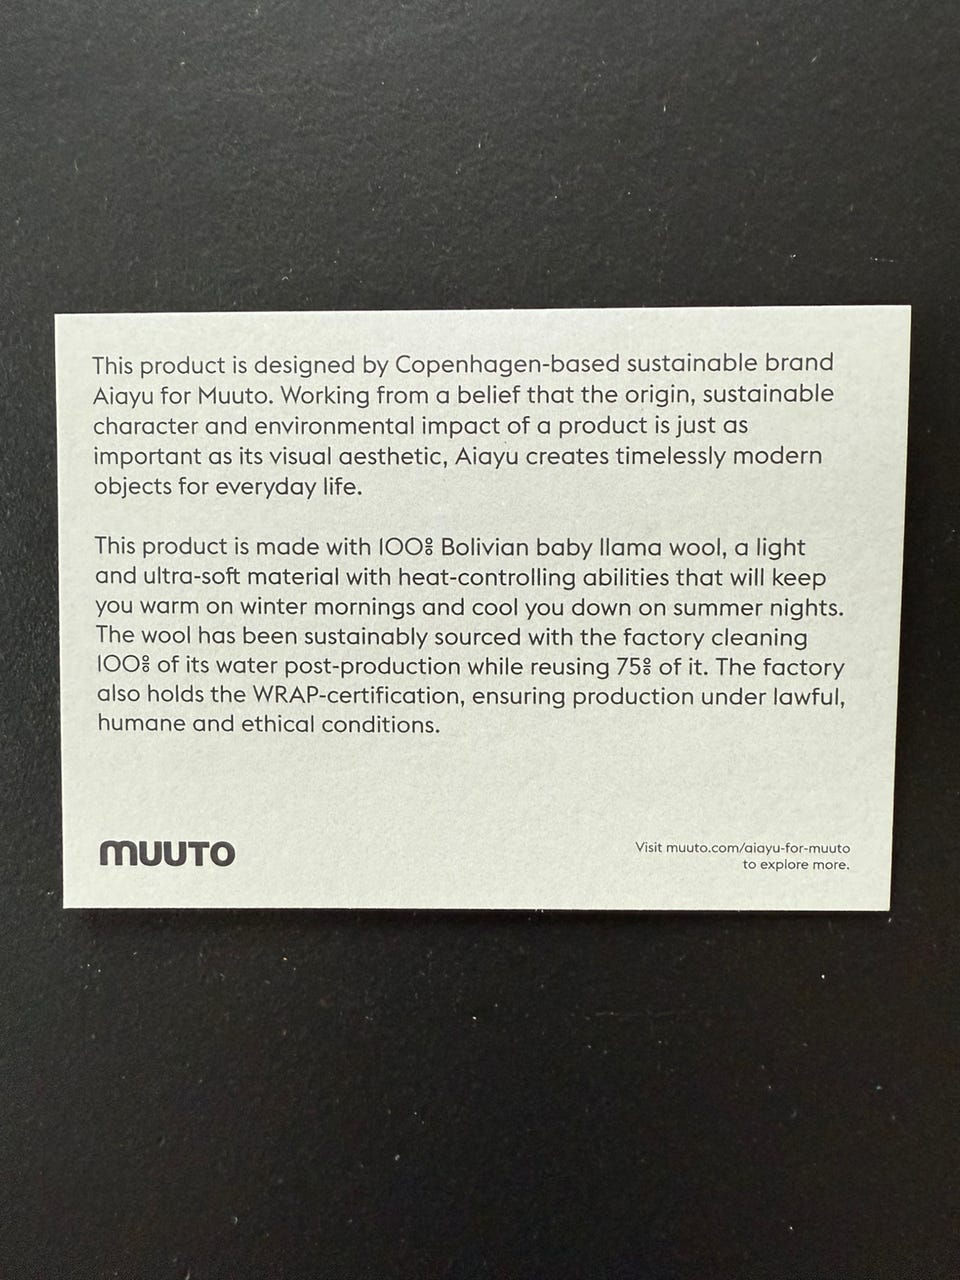 This product is designed by Copenhagen-based sustainable brand
Aiayu for Muuto. Working from a belief that the origin, sustainable
character and environmental impact of a product is just as
important as its visual aesthetic, Aiayu creates timelessly modern
objects for everyday life.
This product is made with 100% Bolivian baby llama wool, a light
and ultra-soft material with heat-controlling abilities that will keep
you warm on winter mornings and cool you down on summer nights.
The wool has been sustainably sourced with the factory cleaning
100% of its water post-production while reusing 75% of it. The factory
also holds the WRAP-certification, ensuring production under lawful,
humane and ethical conditions.
MUUTO
Visit muuto.com/aiayu-for-muuto
to explore more.